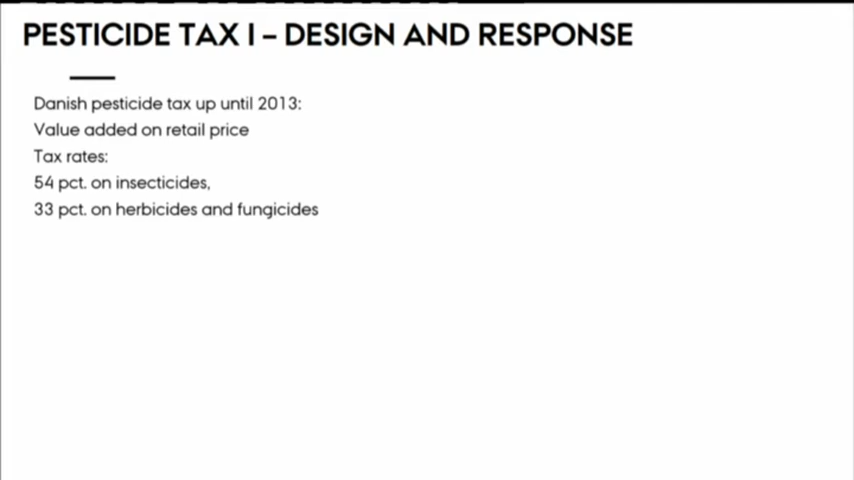 PESTICIDE TAX I – DESIGN AND RESPONSE
Danish pesticide tax up until 2013:
Value added on retail price
Tax rates:
54 pct. on insecticides,
33 pct. on herbicides and fungicides